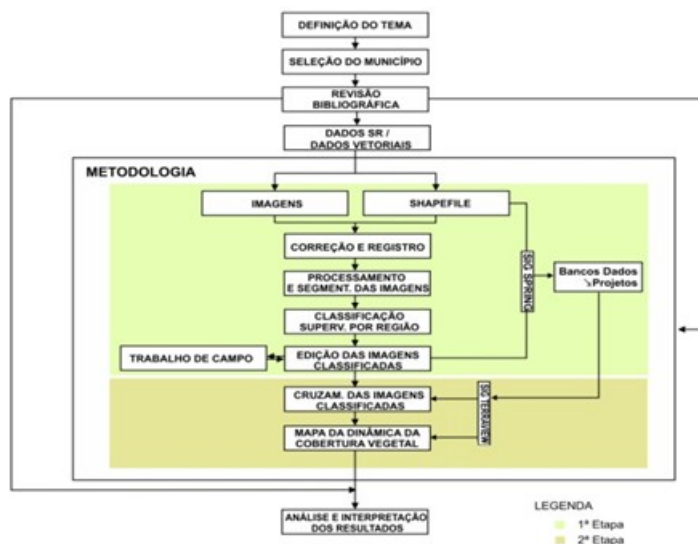 DEFINIÇÃO DO TEMA
SELEÇÃO DO MUNICÍPIO
REVISÃO
BIBLIOGRÁFICA
DADOS SR /
DADOS VETORIAIS
METODOLOGIA
IMAGENS
SHAPEFILE
CORREÇÃO E REGISTRO
PROCESSAMENTO
E SEGMENT. DAS IMAGENS
SIG SPRING
Bancos Dados
Projetos
CLASSIFICAÇÃO
SUPERV. POR REGIÃO
TRABALHO DE CAMPO
EDIÇÃO DAS IMAGENS
CLASSIFICADAS
CRUZAM. DAS IMAGENS
CLASSIFICADAS
SIG TERRAVIEW
MAPA DA DINÂMICA DA
COBERTURA VEGETAL
ANÁLISE E INTERPRETAÇÃO
DOS RESULTADOS
LEGENDA
1ª Etapa
2ª Etapa